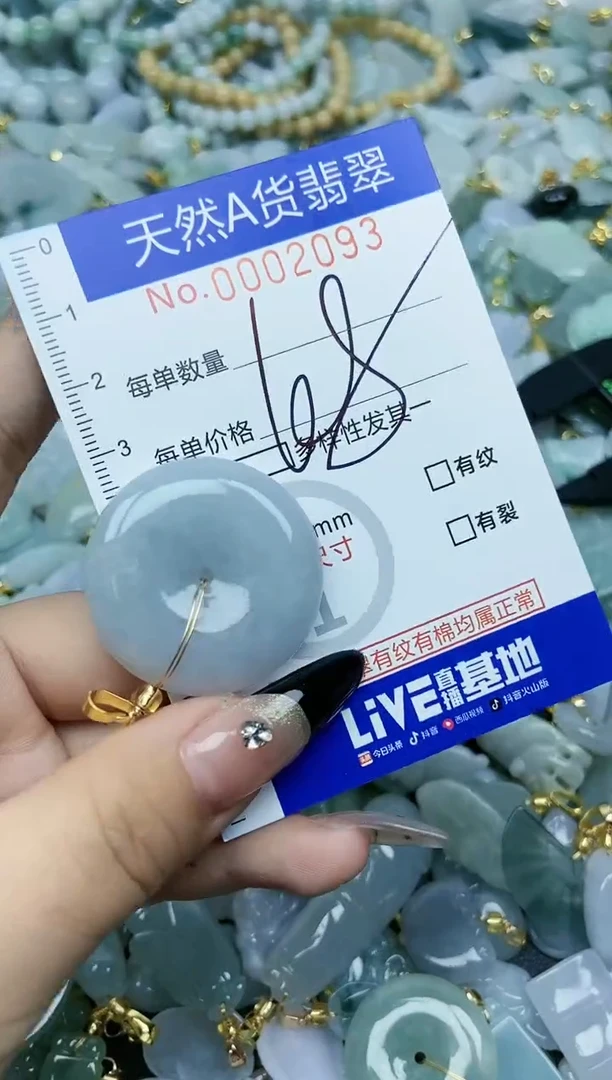 天然A货翡翠
No.0002093
0
1
2
3
每单数量
68
每单价格
多样性发其一
有纹
有裂
mm
尺寸
有纹有棉均属正常
LiVE直播基地
今日头条 抖音 西瓜视频 抖音火山版